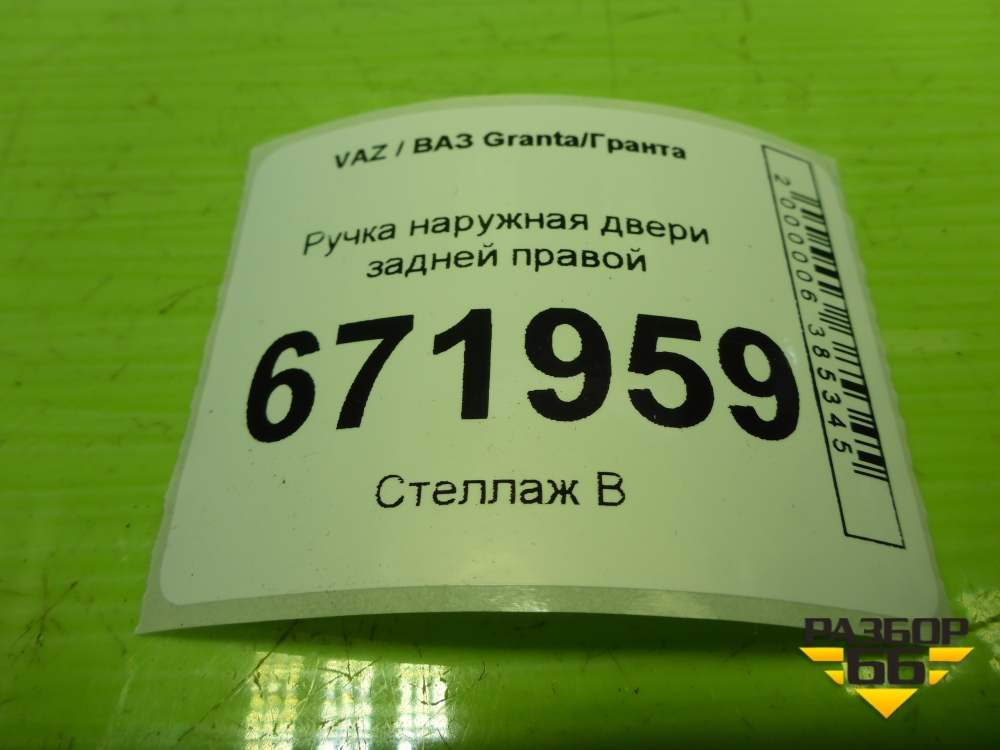 VAZ / ВАЗ Granta/Гранта
Ручка наружная двери
задней правой
671959
Стеллаж В
2000006385345
РАЗБОР
66